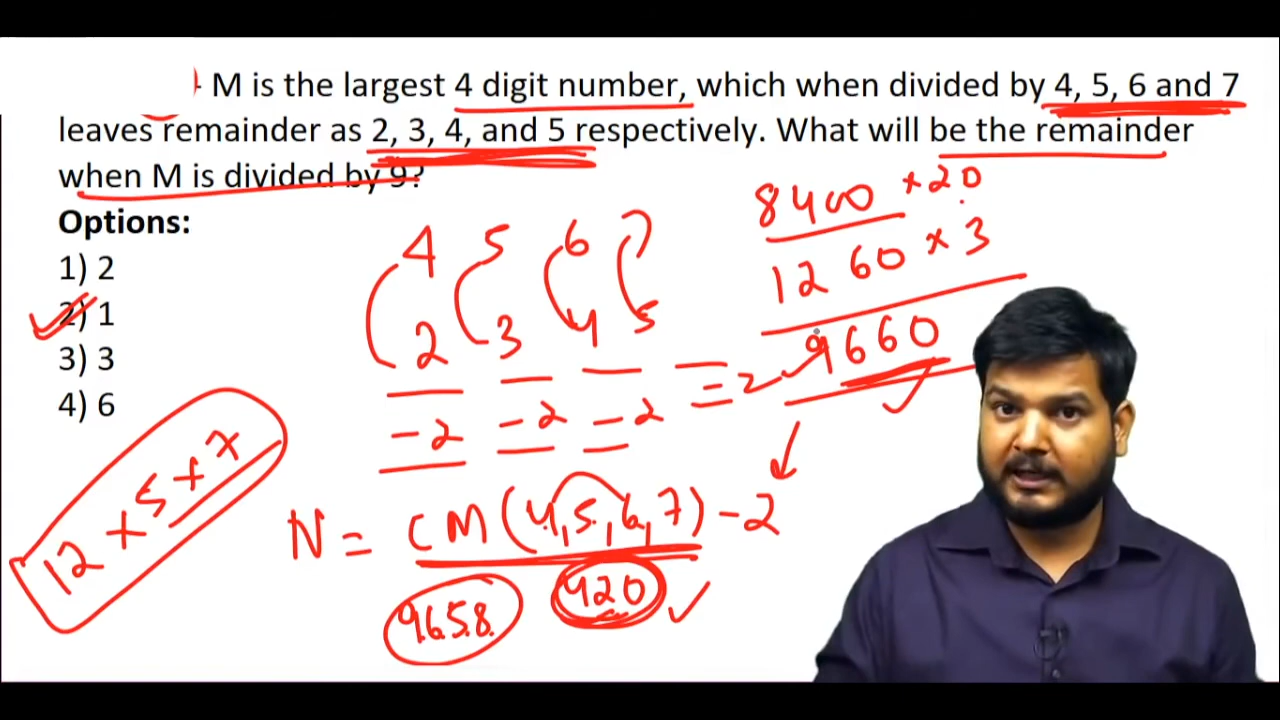 M is the largest 4 digit number, which when divided by 4, 5, 6 and 7
leaves remainder as 2, 3, 4, and 5 respectively. What will be the remainder
when M is divided by 9?
Options:
1) 2
2) 1
3) 3
4) 6
4 5 6 7
2 3 4 5
-2 -2 -2 = 2
8400 × 20
1260 × 3
9660
N = CM (4, 5, 6, 7) - 2
9658 420
12 × 5 × 7